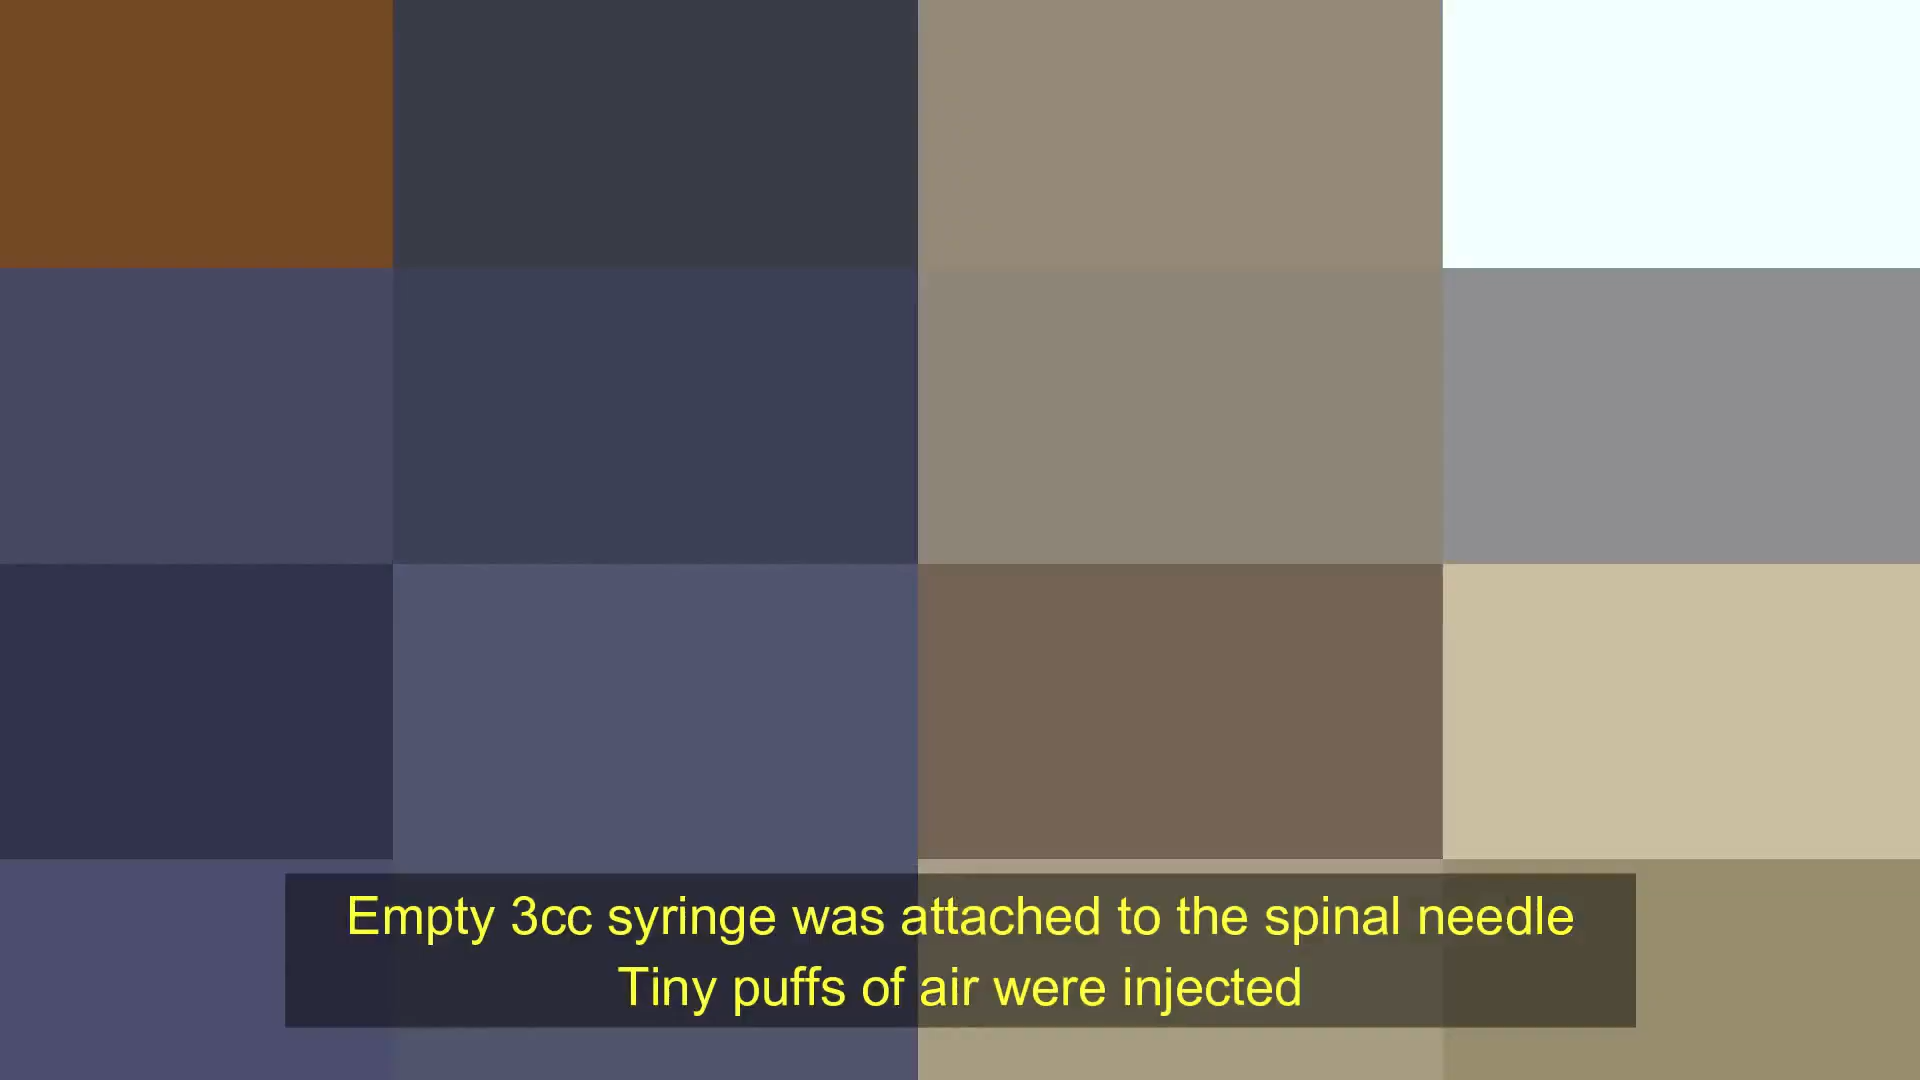 Empty 3cc syringe was attached to the spinal needle
Tiny puffs of air were injected